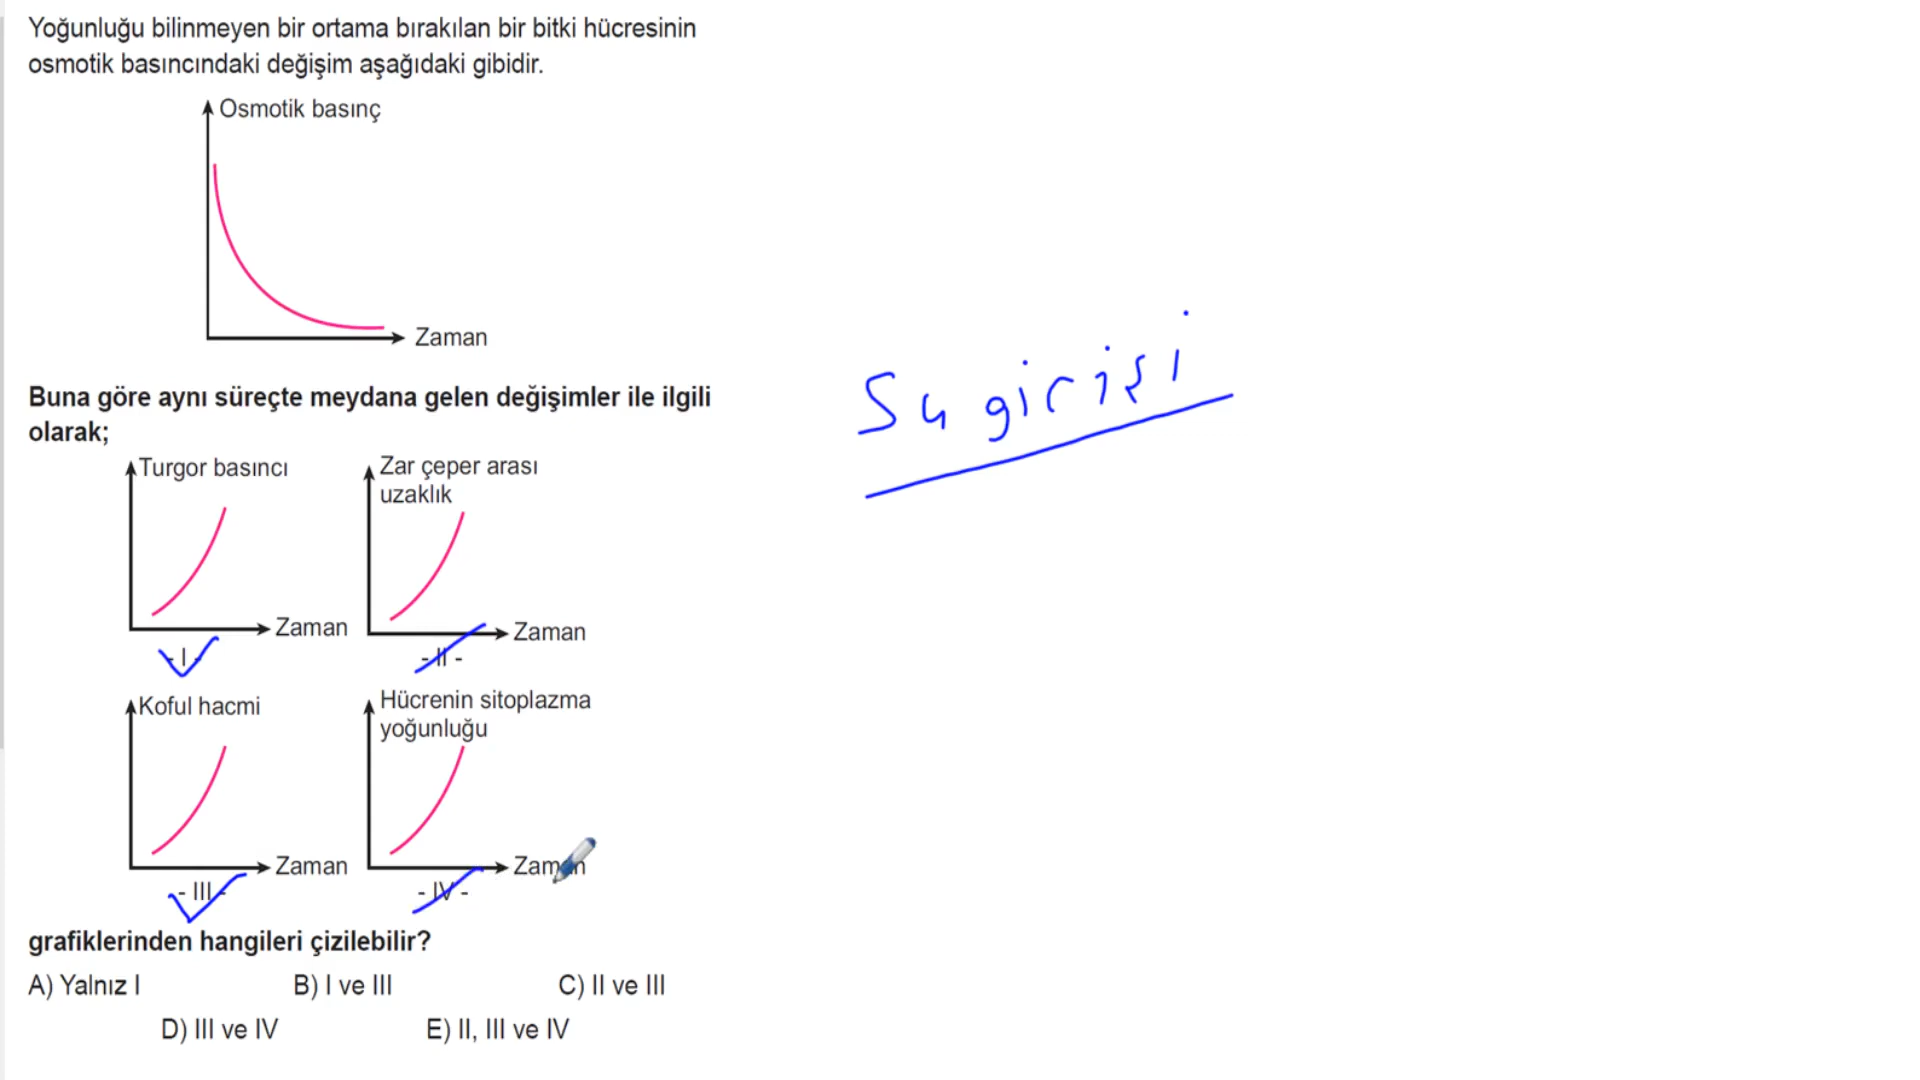 Yoğunluğu bilinmeyen bir ortama bırakılan bir bitki hücresinin
osmotik basıncındaki değişim aşağıdaki gibidir.
Osmotik basınç
Zaman
Su girişi
Buna göre aynı süreçte meydana gelen değişimler ile ilgili
olarak;
Turgor basıncı
Zaman
- I -
Zar çeper arası
uzaklık
Zaman
- II -
Koful hacmi
Zaman
- III -
Hücrenin sitoplazma
yoğunluğu
Zaman
- IV -
grafiklerinden hangileri çizilebilir?
A) Yalnız I B) I ve III C) II ve III
D) III ve IV E) II, III ve IV